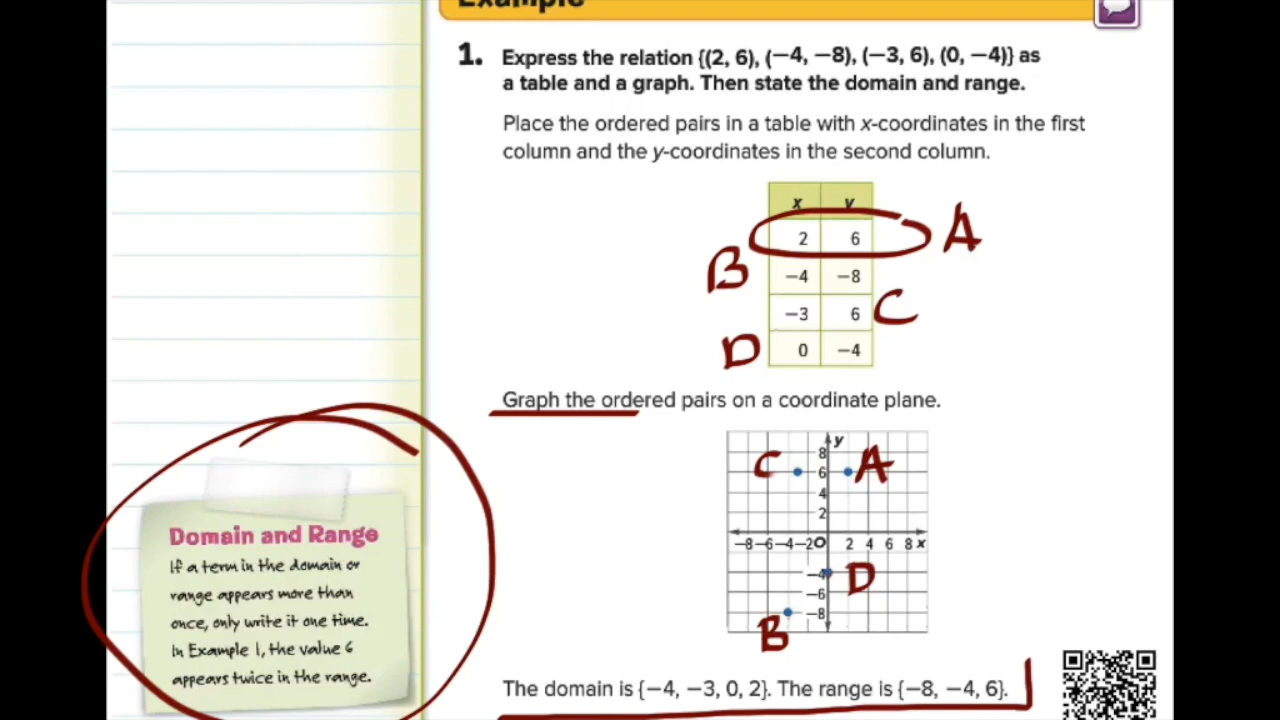 Example
1. Express the relation {(2, 6), (−4, −8), (−3, 6), (0, −4)} as
a table and a graph. Then state the domain and range.
Place the ordered pairs in a table with x-coordinates in the first
column and the y-coordinates in the second column.
x y
2 6 A
B −4 −8
−3 6 C
D 0 −4
Graph the ordered pairs on a coordinate plane.
y
8
C 6 A
4
2
−8 −6 −4 −2 O 2 4 6 8 x
−4 D
−6
−8
B
Domain and Range
If a term in the domain or
range appears more than
once, only write it one time.
In Example 1, the value 6
appears twice in the range.
The domain is {−4, −3, 0, 2}. The range is {−8, −4, 6}.